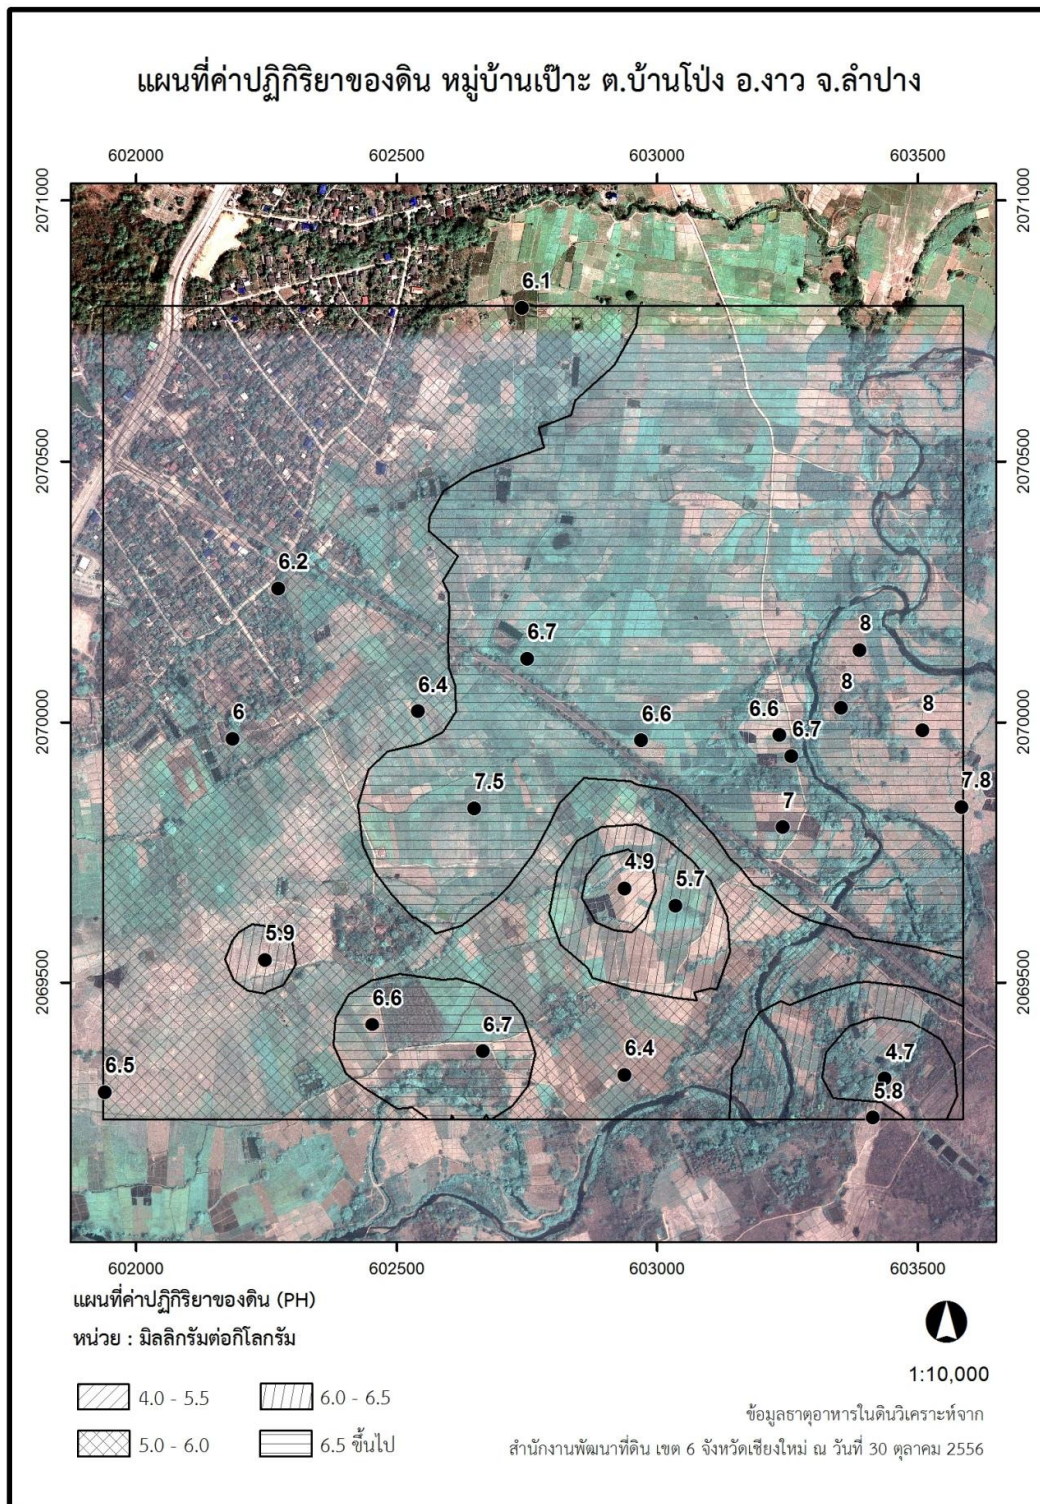 แผนที่ค่าปฏิกิริยาของดิน หมู่บ้านเป๊าะ ต.บ้านโป่ง อ.งาว จ.ลำปาง
602000 602500 603000 603500
2071000 2071000
6.1
2070500 2070500
6.2
8
6.7
6.4 8
6 6.6 6.6 6.7 8
2070000 2070000
7.5 7.8
7
4.9 5.7
5.9
2069500 2069500
6.6 6.7
6.5 6.4 4.7
5.8
602000 602500 603000 603500
แผนที่ค่าปฏิกิริยาของดิน (PH)
หน่วย : มิลลิกรัมต่อกิโลกรัม
1:10,000
4.0 - 5.5 6.0 - 6.5
5.0 - 6.0 6.5 ขึ้นไป
ข้อมูลธาตุอาหารในดินวิเคราะห์จาก
สำนักงานพัฒนาที่ดิน เขต 6 จังหวัดเชียงใหม่ ณ วันที่ 30 ตุลาคม 2556